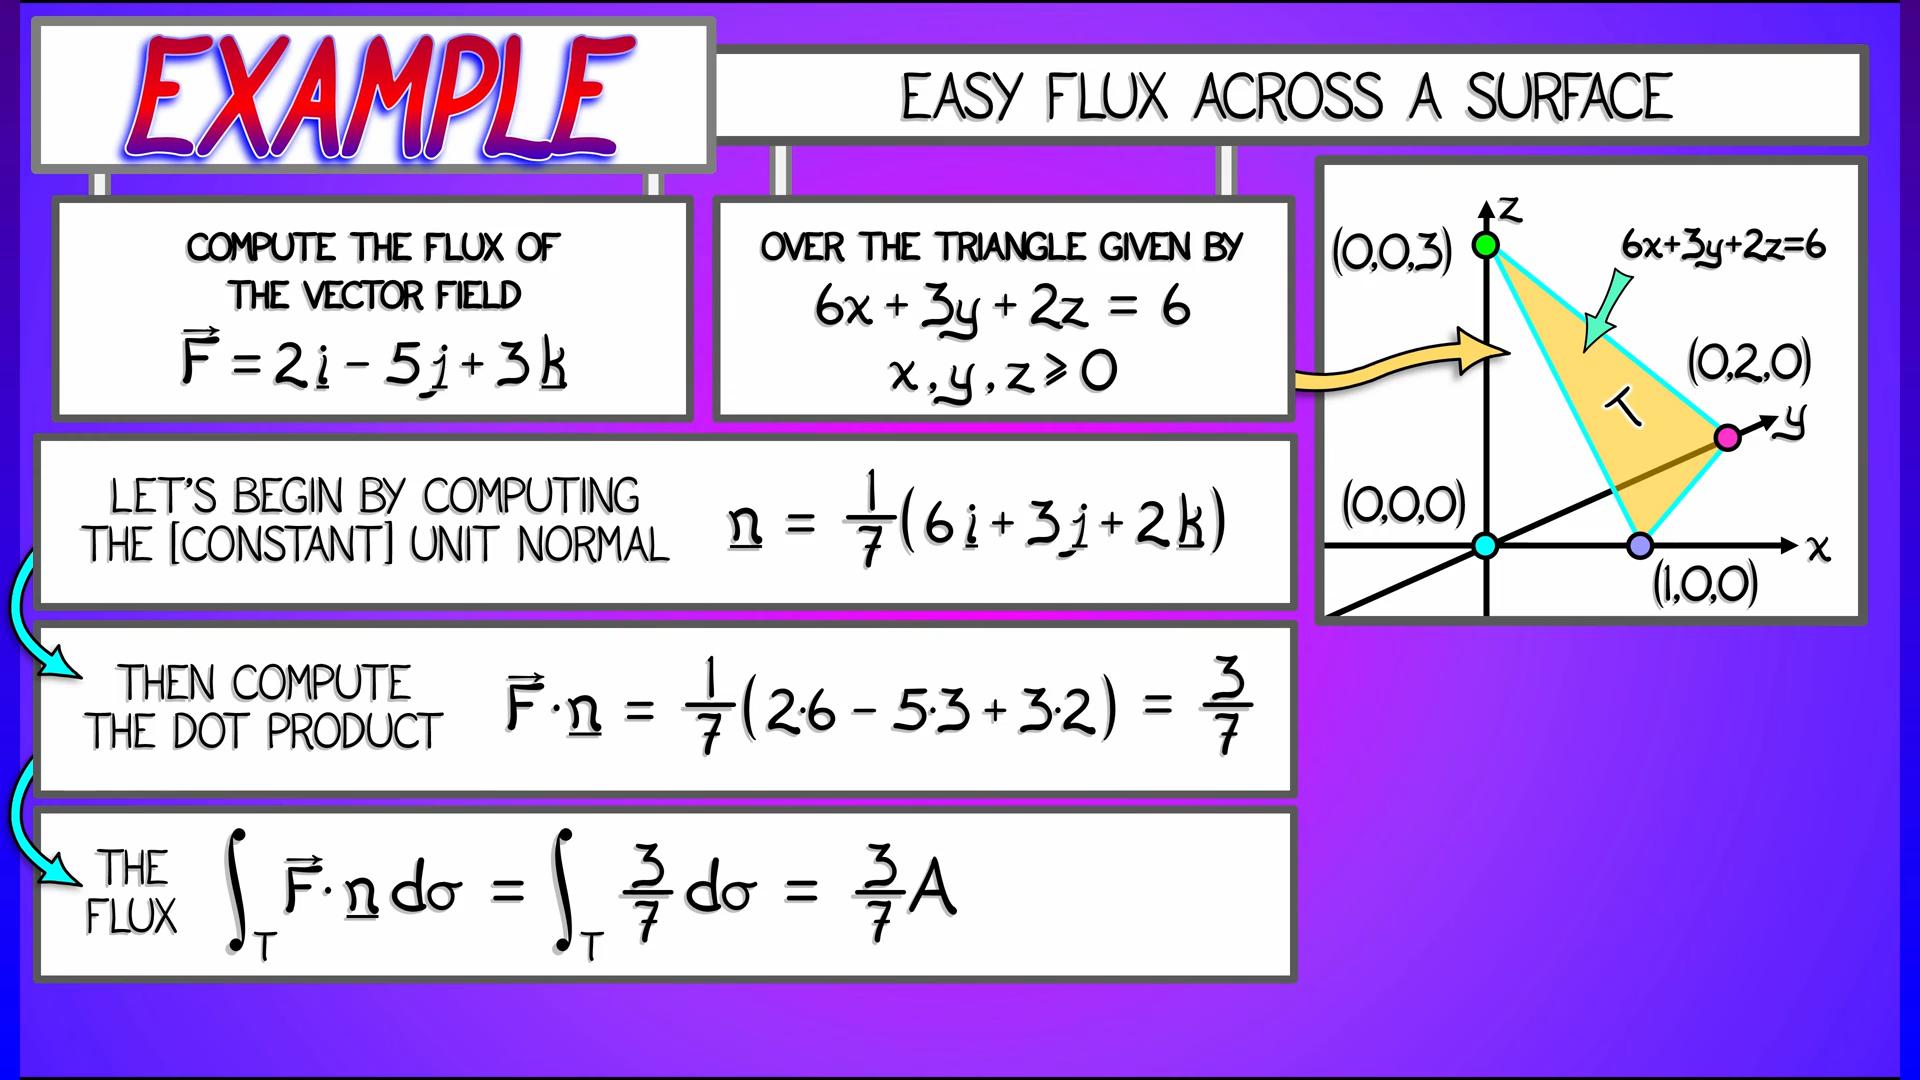 EXAMPLE
EASY FLUX ACROSS A SURFACE
COMPUTE THE FLUX OF
THE VECTOR FIELD
F⃗ = 2i − 5j + 3k
OVER THE TRIANGLE GIVEN BY
6x + 3y + 2z = 6
x, y, z ⩾ 0
z
(0,0,3)
6x+3y+2z=6
(0,2,0)
T
y
(0,0,0)
x
(1,0,0)
LET'S BEGIN BY COMPUTING
THE [CONSTANT] UNIT NORMAL
n = 1/7 (6i + 3j + 2k)
THEN COMPUTE
THE DOT PRODUCT
F⃗·n = 1/7 (2·6 − 5·3 + 3·2) = 3/7
THE
FLUX
∫_T F⃗·n dσ = ∫_T 3/7 dσ = 3/7 A